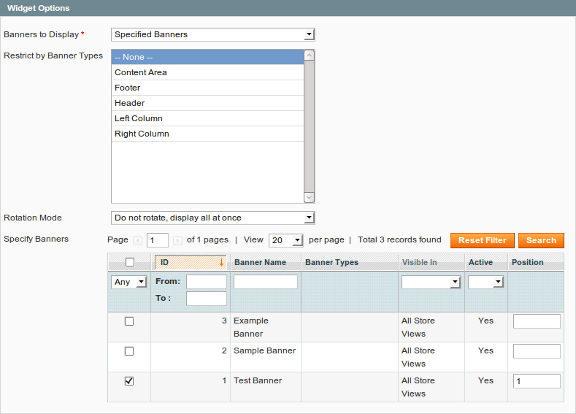 Widget Options
Banners to Display * Specified Banners
Restrict by Banner Types -- None --
Content Area
Footer
Header
Left Column
Right Column
Rotation Mode Do not rotate, display all at once
Specify Banners Page 1 of 1 pages | View 20 per page | Total 3 records found Reset Filter Search
ID Banner Name Banner Types Visible In Active Position
Any From:
To :
3 Example Banner All Store Views Yes
2 Sample Banner All Store Views Yes
1 Test Banner All Store Views Yes 1